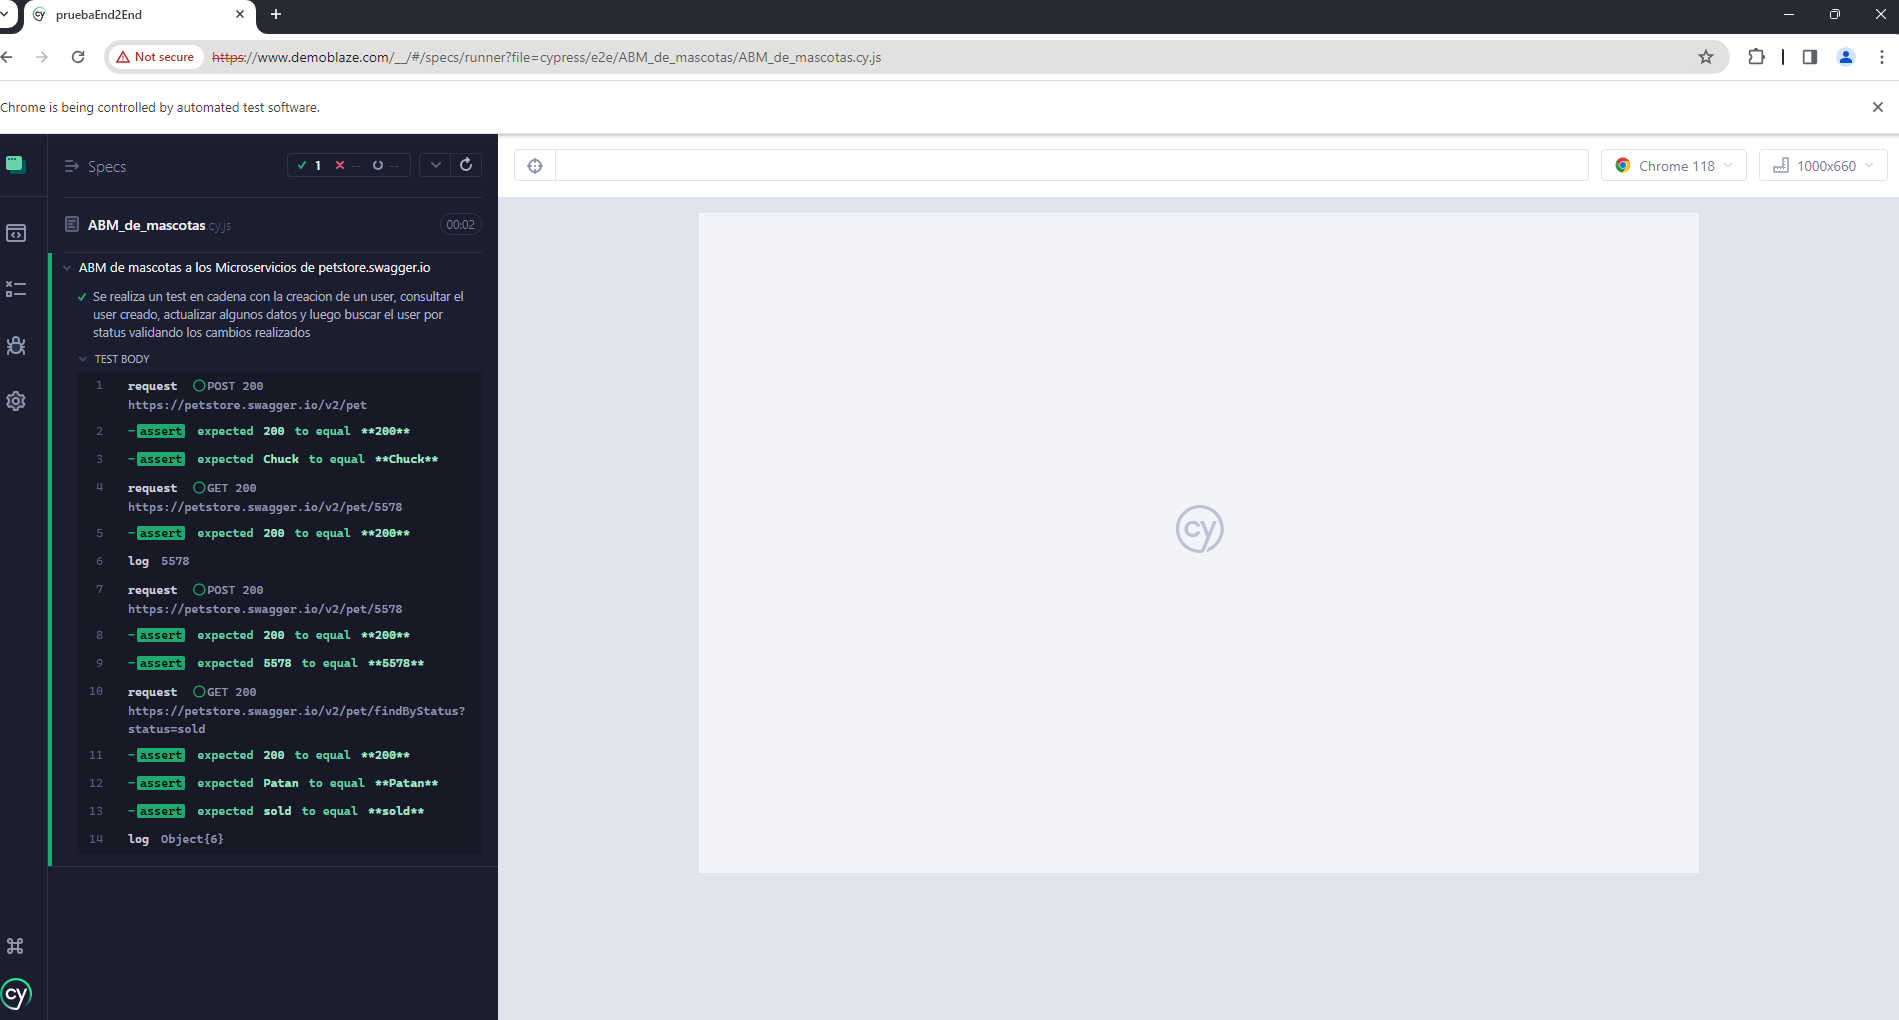 cy pruebaEnd2End
Not secure https://www.demoblaze.com/__/#/specs/runner?file=cypress/e2e/ABM_de_mascotas/ABM_de_mascotas.cy.js
Chrome is being controlled by automated test software.
Specs 1 -- --
Chrome 118 1000x660
ABM_de_mascotas.cy.js 00:02
ABM de mascotas a los Microservicios de petstore.swagger.io
Se realiza un test en cadena con la creacion de un user, consultar el
user creado, actualizar algunos datos y luego buscar el user por
status validando los cambios realizados
TEST BODY
1 request POST 200
https://petstore.swagger.io/v2/pet
2 -assert expected 200 to equal **200**
3 -assert expected Chuck to equal **Chuck**
4 request GET 200
https://petstore.swagger.io/v2/pet/5578
5 -assert expected 200 to equal **200**
6 log 5578
7 request POST 200
https://petstore.swagger.io/v2/pet/5578
8 -assert expected 200 to equal **200**
9 -assert expected 5578 to equal **5578**
10 request GET 200
https://petstore.swagger.io/v2/pet/findByStatus?
status=sold
11 -assert expected 200 to equal **200**
12 -assert expected Patan to equal **Patan**
13 -assert expected sold to equal **sold**
14 log Object{6}
cy
cy